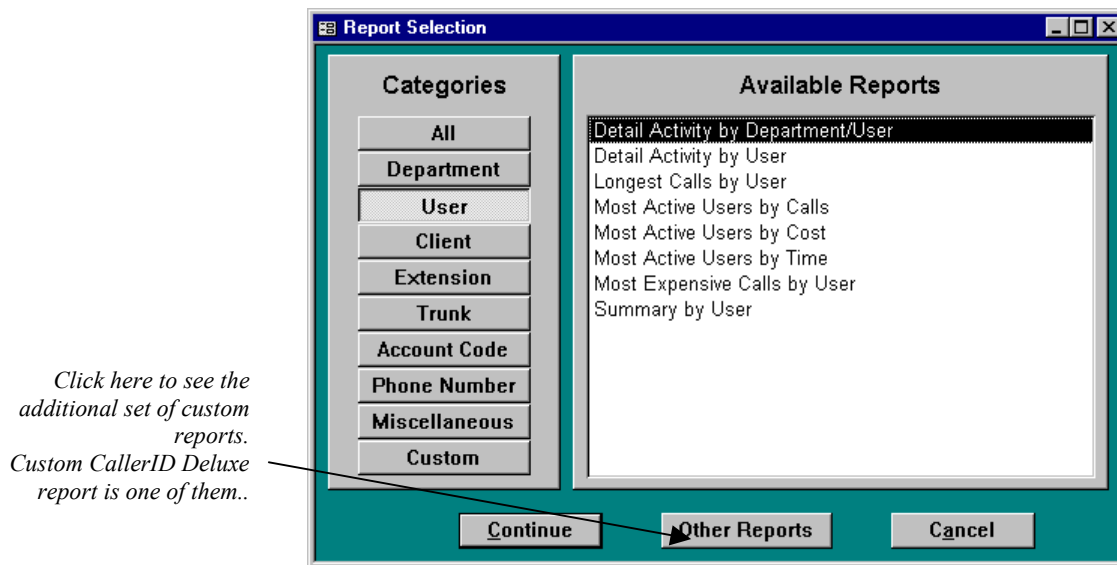 Report Selection
Categories
All
Department
User
Client
Extension
Trunk
Account Code
Phone Number
Miscellaneous
Custom
Available Reports
Detail Activity by Department/User
Detail Activity by User
Longest Calls by User
Most Active Users by Calls
Most Active Users by Cost
Most Active Users by Time
Most Expensive Calls by User
Summary by User
Click here to see the
additional set of custom
reports.
Custom CallerID Deluxe
report is one of them..
Continue
Other Reports
Cancel